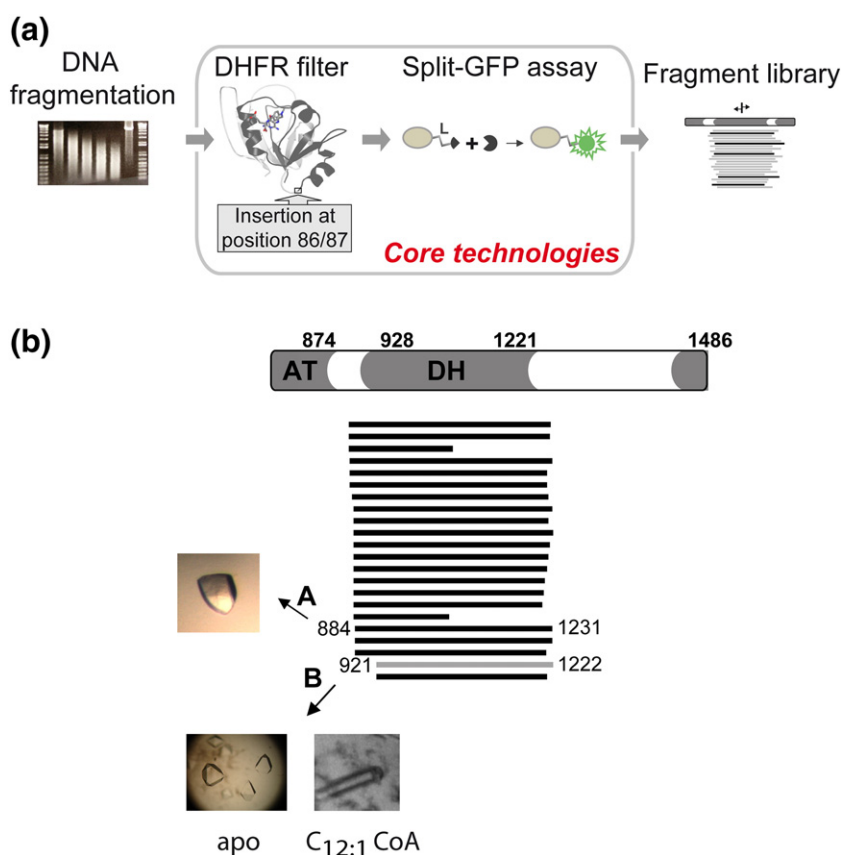 (a)
DNA
fragmentation
DHFR filter
Split-GFP assay
Fragment library
L
+
Insertion at
position 86/87
Core technologies
(b)
874 928 1221 1486
AT DH
A
884 1231
921 1222
B
apo C12:1 CoA